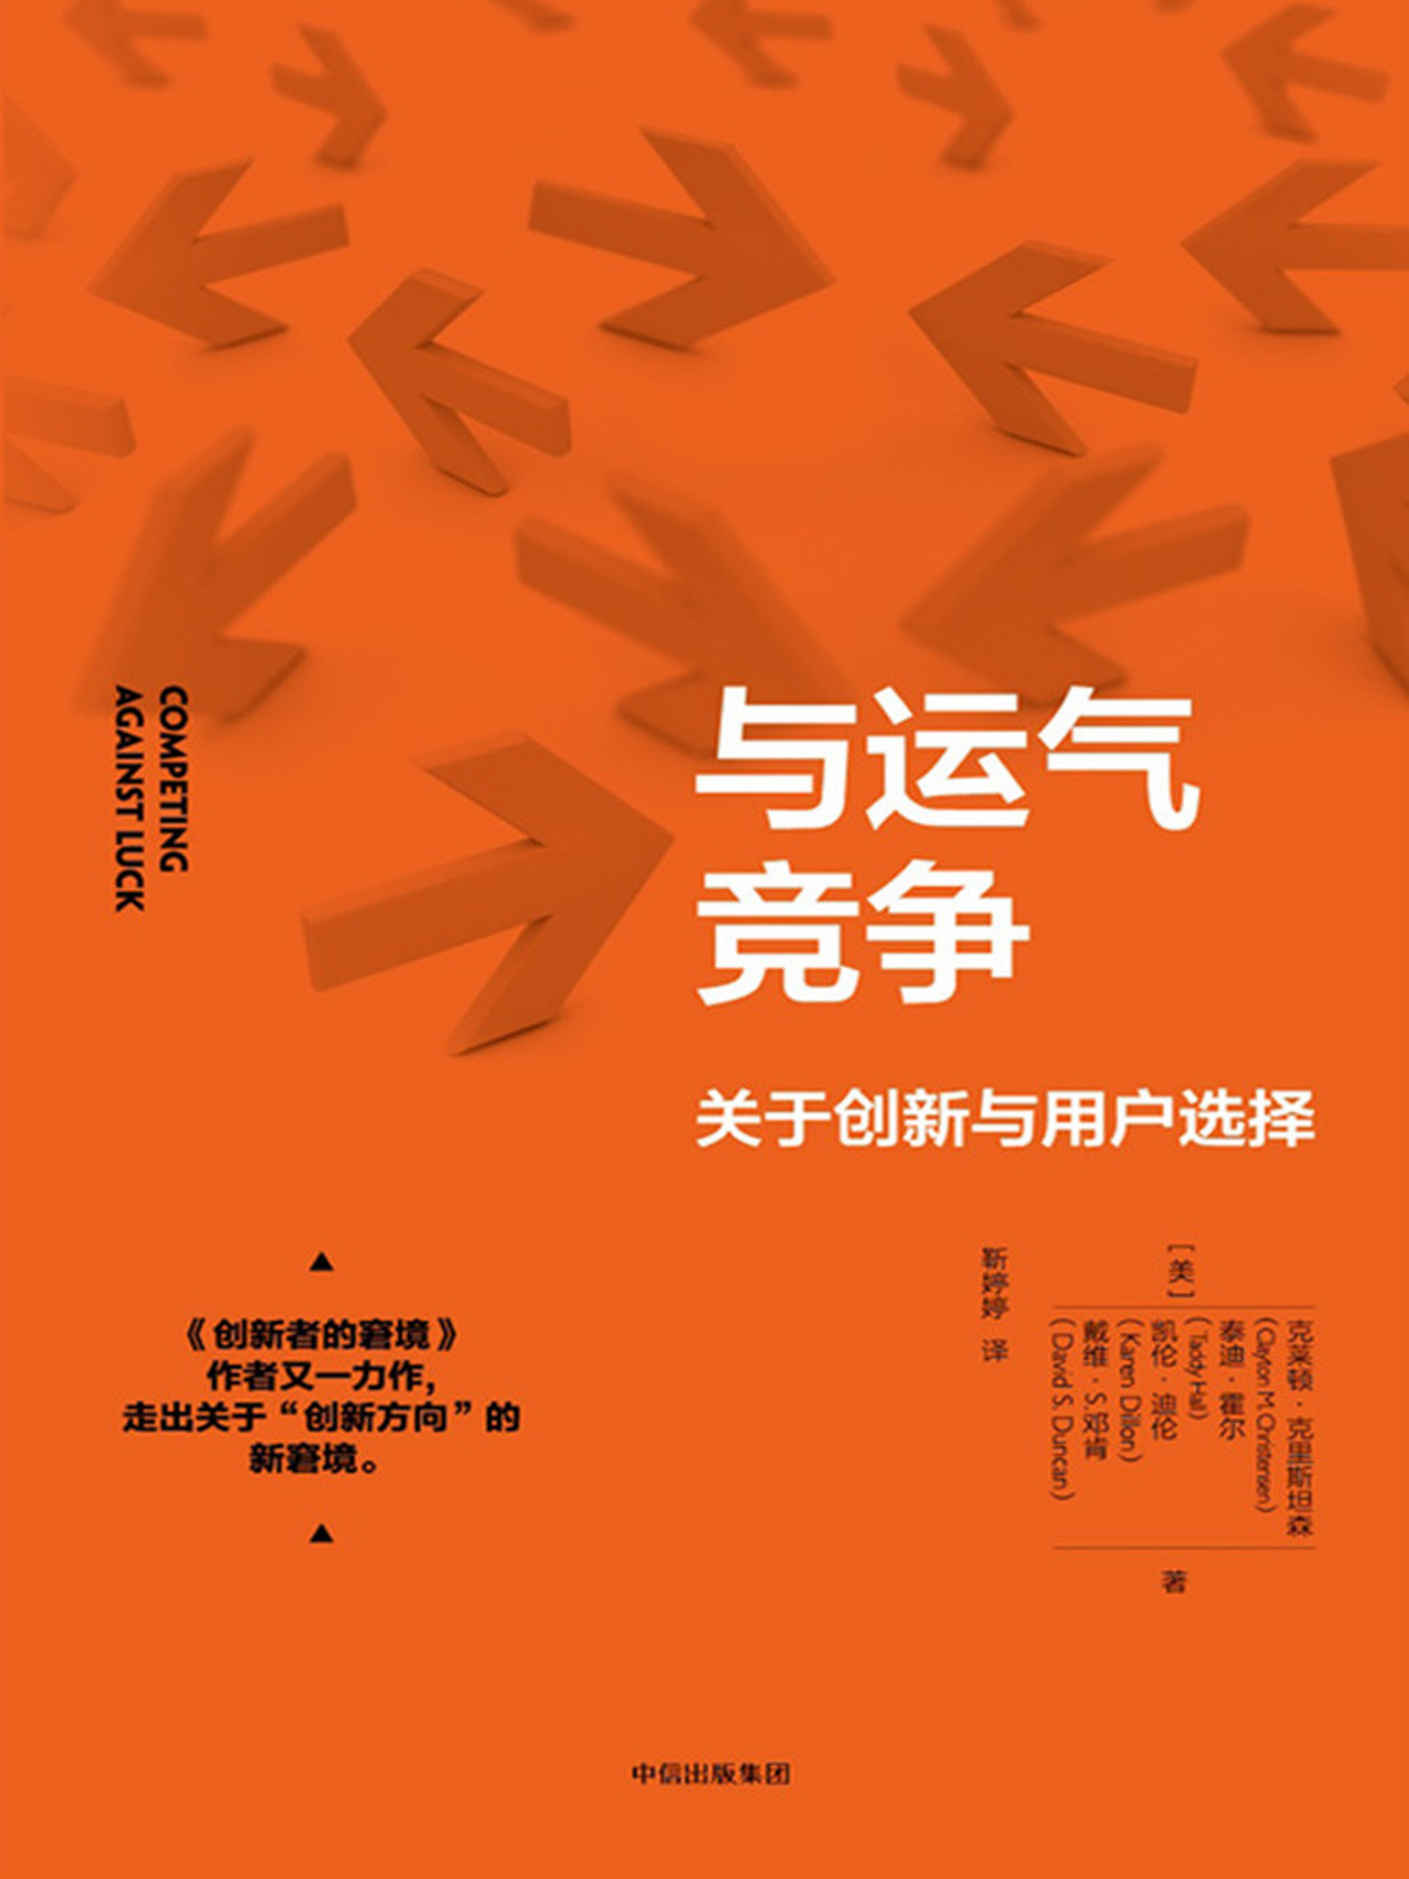 与运气
竞争
关于创新与用户选择
COMPETING
AGAINST LUCK
[美]
克莱顿·克里斯坦森
(Clayton M.Christensen)
泰迪·霍尔
(Taddy Hall)
凯伦·迪伦
(Karen Dillon)
戴维·S.邓肯
(David S. Duncan)
著
靳婷婷 译
《创新者的窘境》
作者又一力作,
走出关于“创新方向”的
新窘境。
中信出版集团